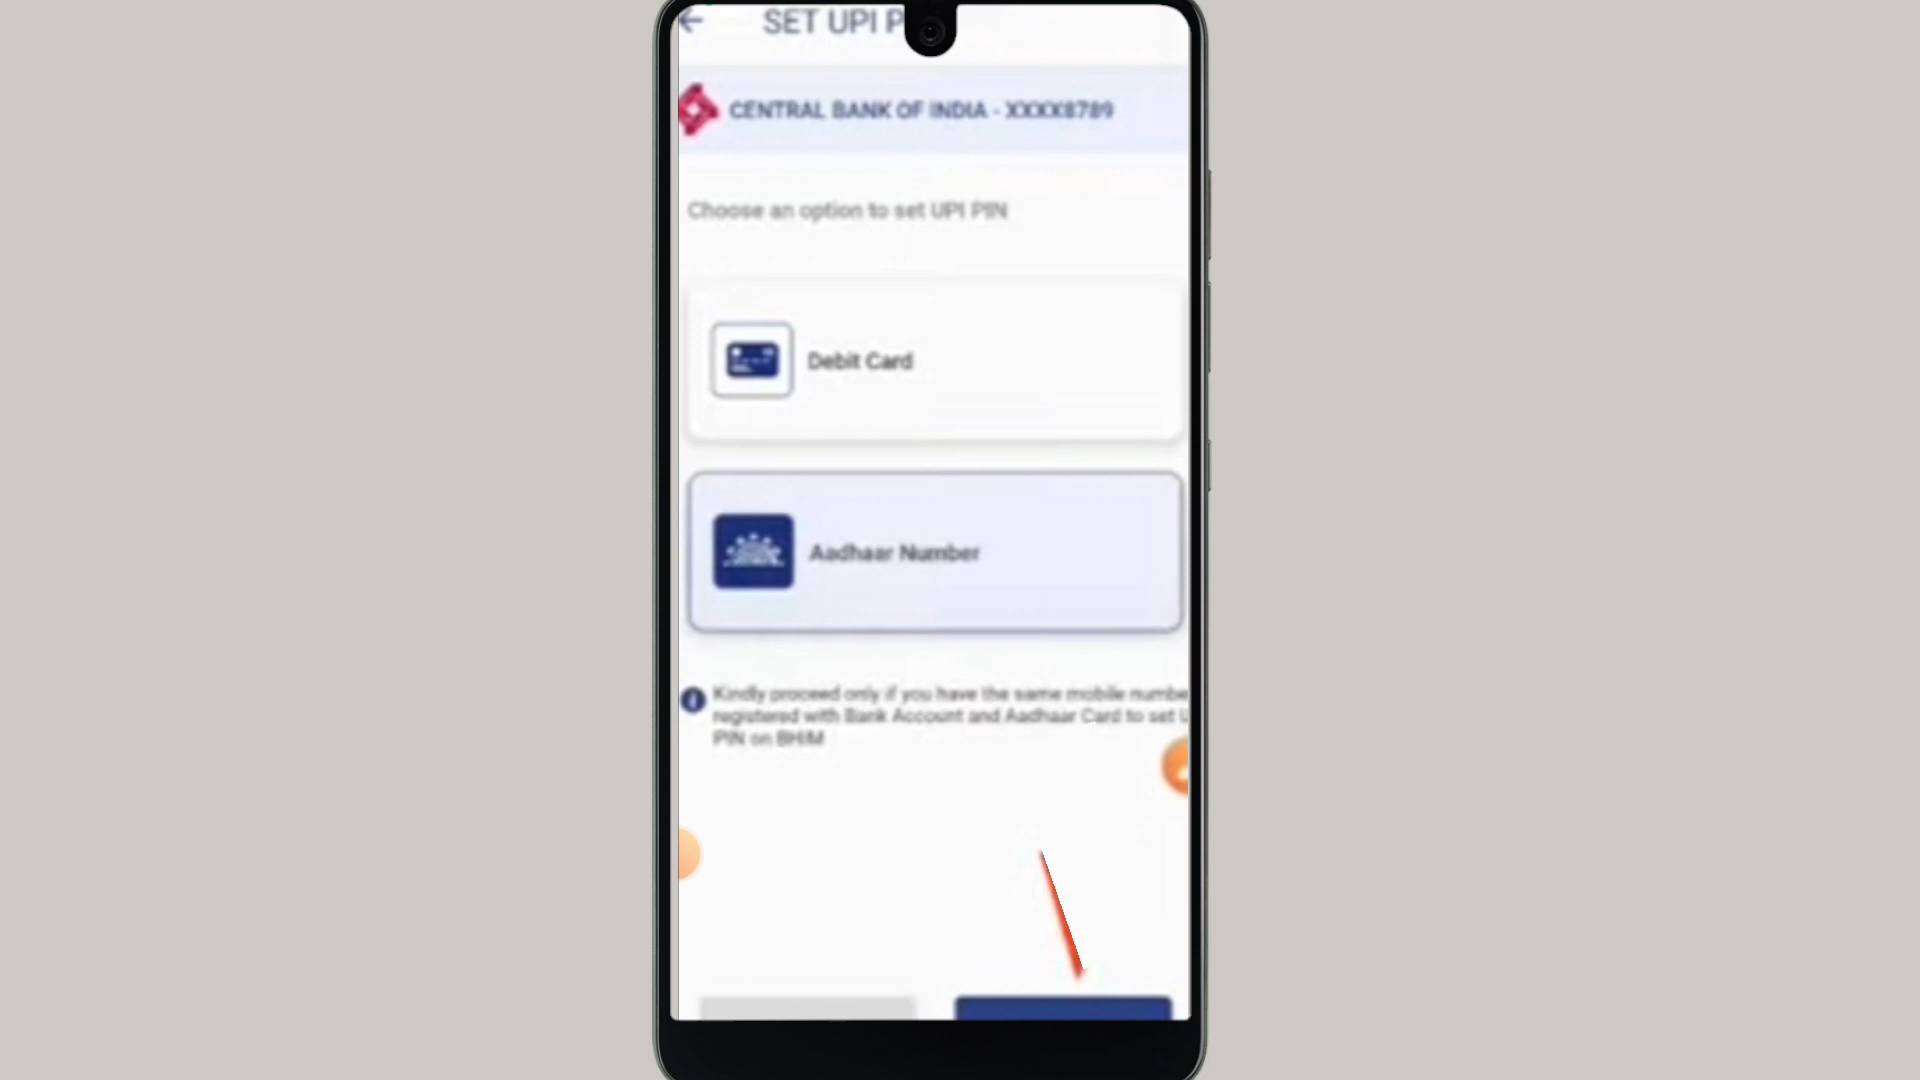 SET UPI P
CENTRAL BANK OF INDIA - XXXX8789
Choose an option to set UPI PIN
Debit Card
Aadhaar Number
Kindly proceed only if you have the same mobile numbe
registered with Bank Account and Aadhaar Card to set U
PIN on BHIM